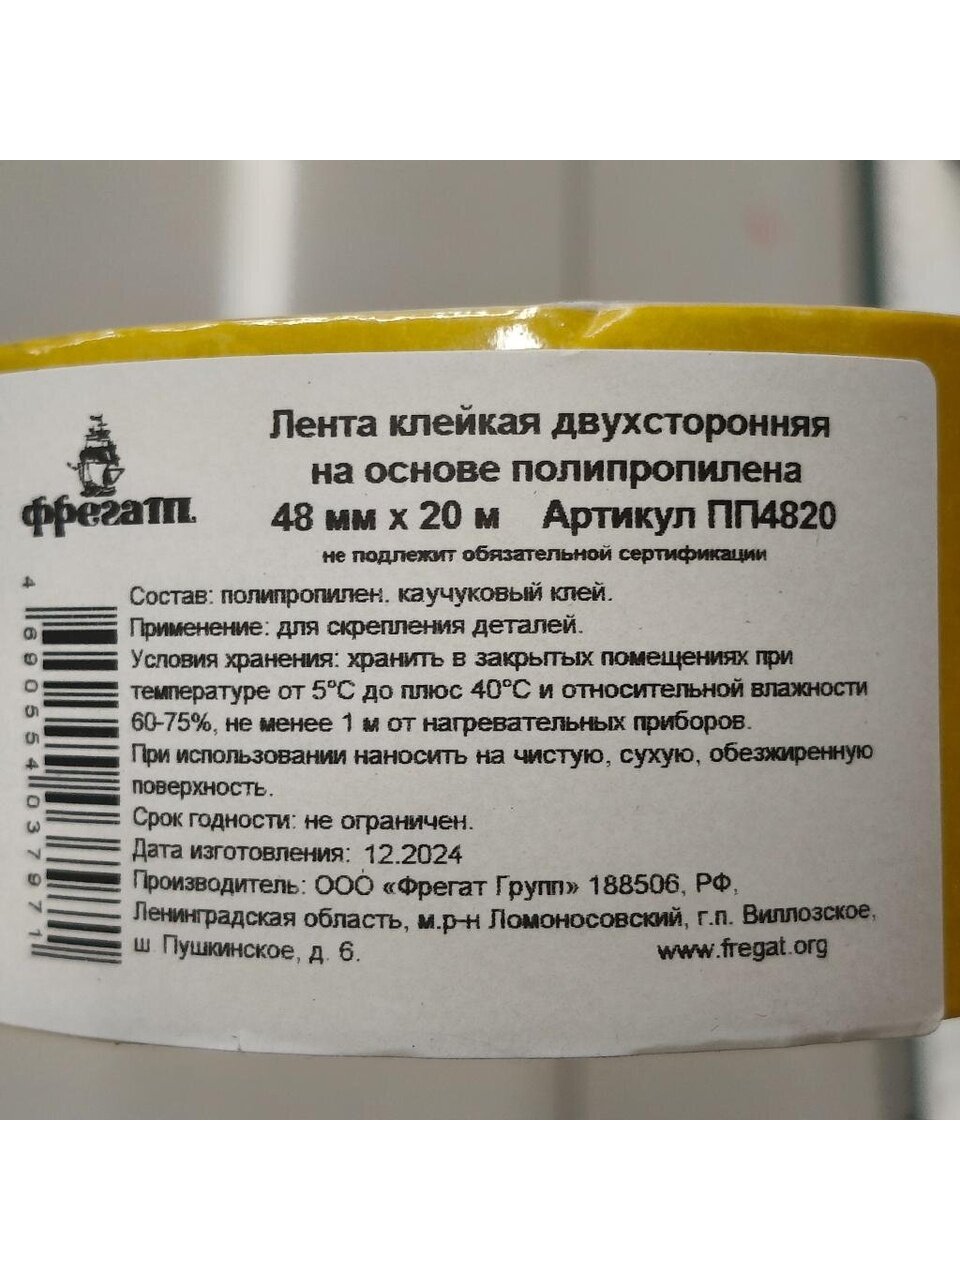 фрегат.
Лента клейкая двухсторонняя
на основе полипропилена
48 мм х 20 м Артикул ПП4820
не подлежит обязательной сертификации
Состав: полипропилен. каучуковый клей.
Применение: для скрепления деталей.
Условия хранения: хранить в закрытых помещениях при
температуре от 5°С до плюс 40°С и относительной влажности
60-75%, не менее 1 м от нагревательных приборов.
При использовании наносить на чистую, сухую, обезжиренную
поверхность.
Срок годности: не ограничен.
Дата изготовления: 12.2024
Производитель: ООО «Фрегат Групп» 188506, РФ,
Ленинградская область, м.р-н Ломоносовский, г.п. Виллозское,
ш Пушкинское, д. 6.
www.fregat.org
4 690554 037971